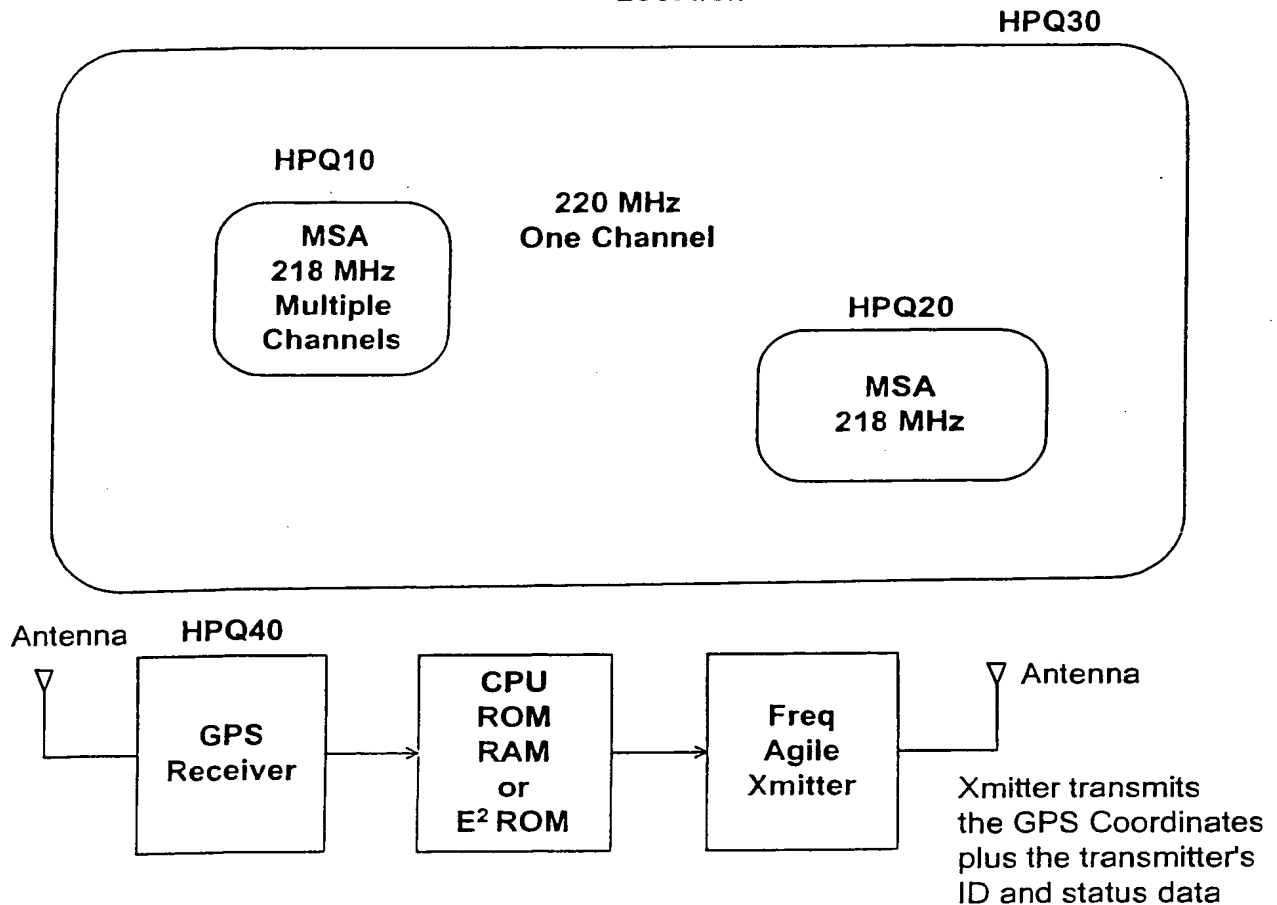 HPQ30
HPQ10
MSA
218 MHz
Multiple
Channels
220 MHz
One Channel
HPQ20
MSA
218 MHz
Antenna
HPQ40
GPS
Receiver
CPU
ROM
RAM
or
E² ROM
Freq
Agile
Xmitter
Antenna
Xmitter transmits
the GPS Coordinates
plus the transmitter's
ID and status data